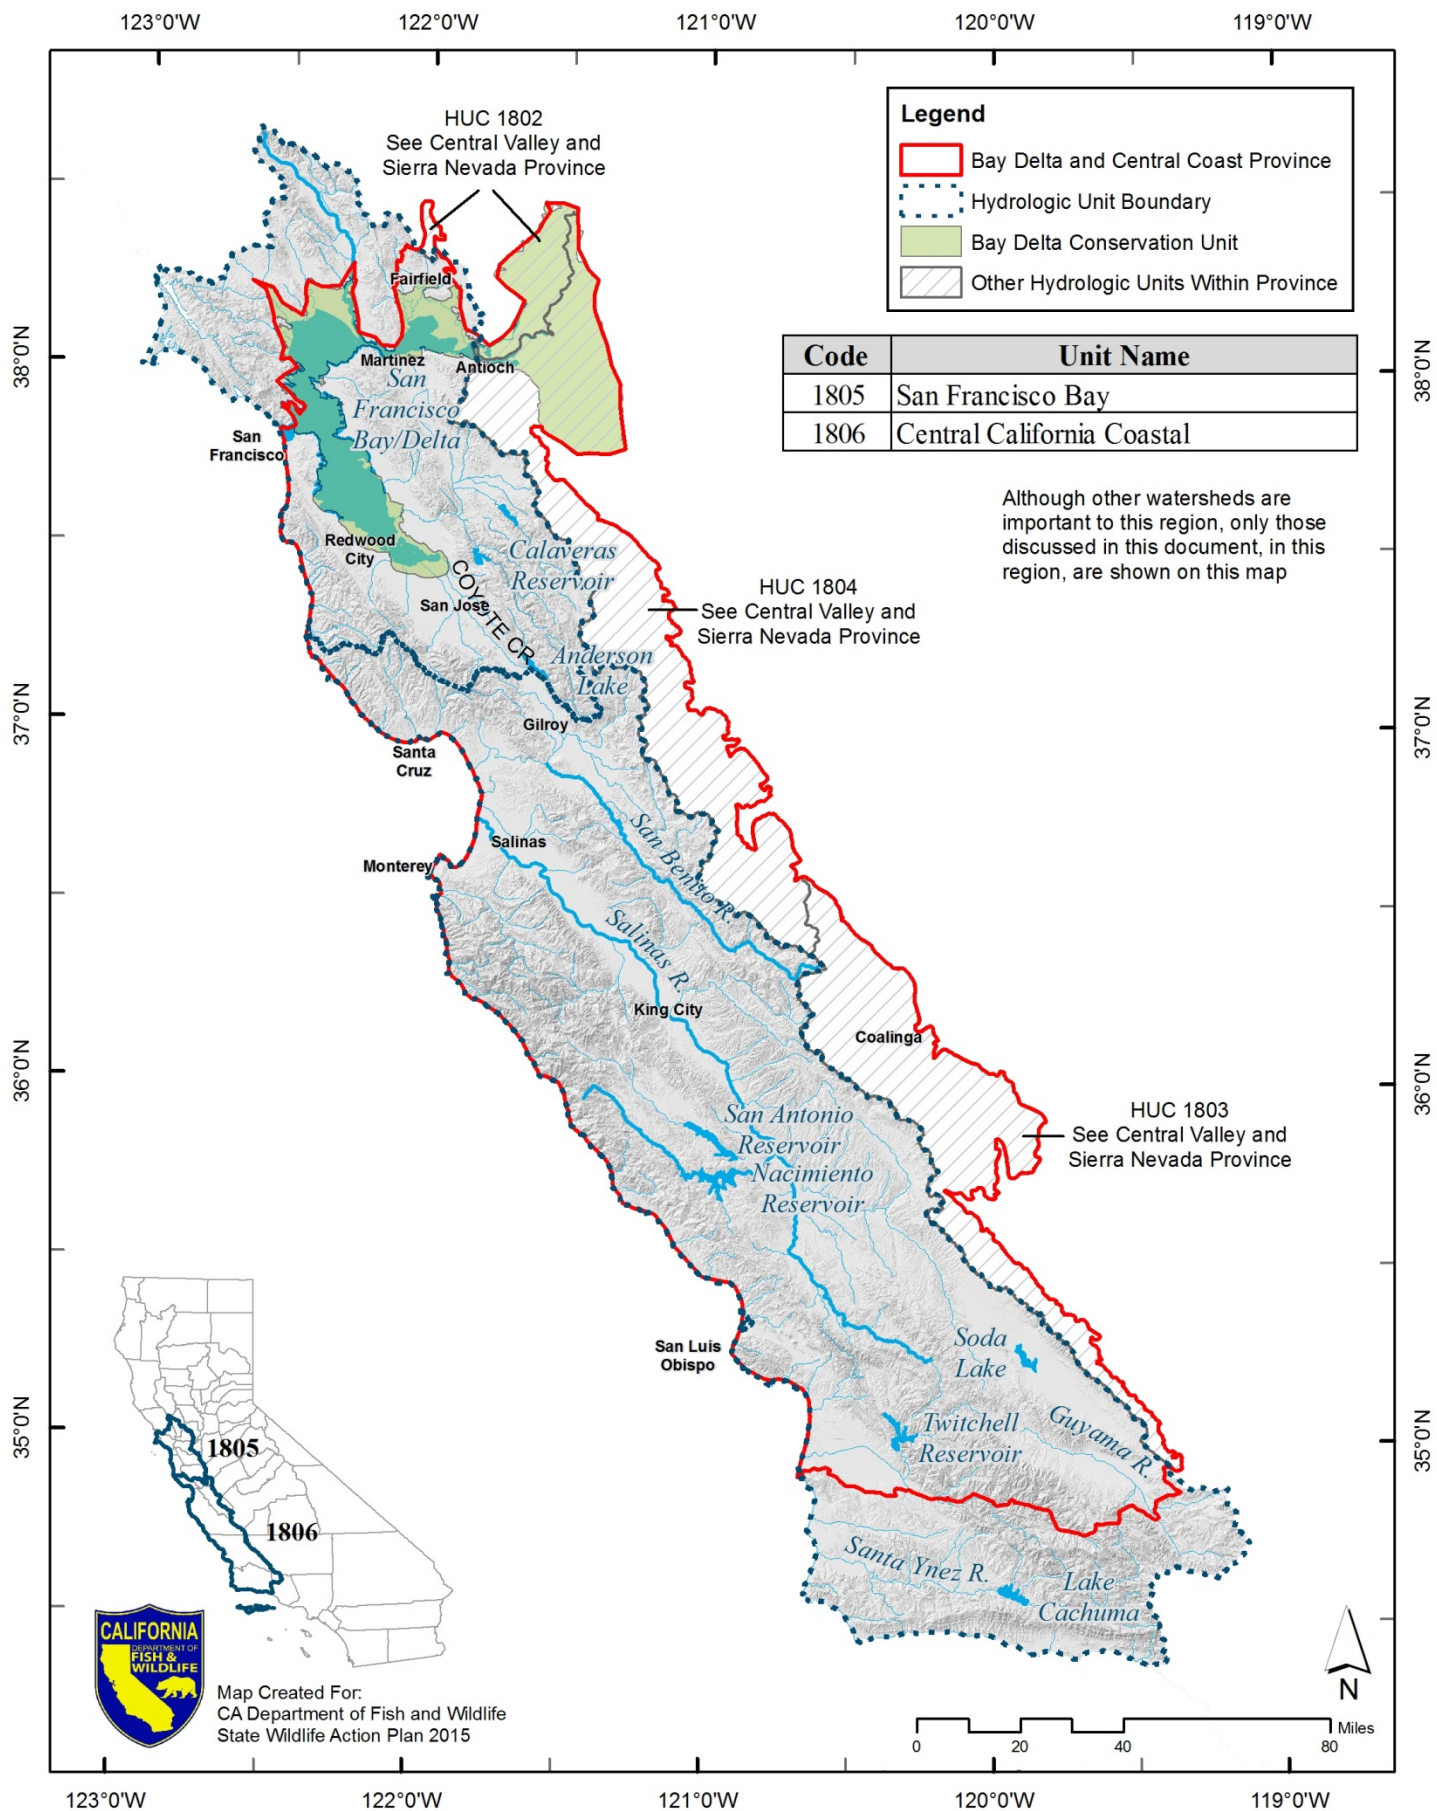 123°0'W 122°0'W 121°0'W 120°0'W 119°0'W
HUC 1802
See Central Valley and
Sierra Nevada Province
Legend
Bay Delta and Central Coast Province
Hydrologic Unit Boundary
Bay Delta Conservation Unit
Other Hydrologic Units Within Province
Code Unit Name
1805 San Francisco Bay
1806 Central California Coastal
Although other watersheds are
important to this region, only those
discussed in this document, in this
region, are shown on this map
38°0'N
37°0'N
36°0'N
35°0'N
38°0'N
37°0'N
36°0'N
35°0'N
Fairfield
Martinez
Antioch
San
Francisco
Bay/Delta
San
Francisco
Redwood
City
Calaveras
Reservoir
COYOTE CR
San Jose
HUC 1804
See Central Valley and
Sierra Nevada Province
Anderson
Lake
Gilroy
Santa
Cruz
San Benito R.
Salinas
Monterey
Salinas R.
King City
Coalinga
San Antonio
Reservoir
Nacimiento
Reservoir
HUC 1803
See Central Valley and
Sierra Nevada Province
San Luis
Obispo
Soda
Lake
Twitchell
Reservoir
Guyama R.
Santa Ynez R.
Lake
Cachuma
1805
1806
CALIFORNIA
DEPARTMENT OF
FISH &
WILDLIFE
Map Created For:
CA Department of Fish and Wildlife
State Wildlife Action Plan 2015
N
0 20 40 80 Miles
123°0'W 122°0'W 121°0'W 120°0'W 119°0'W